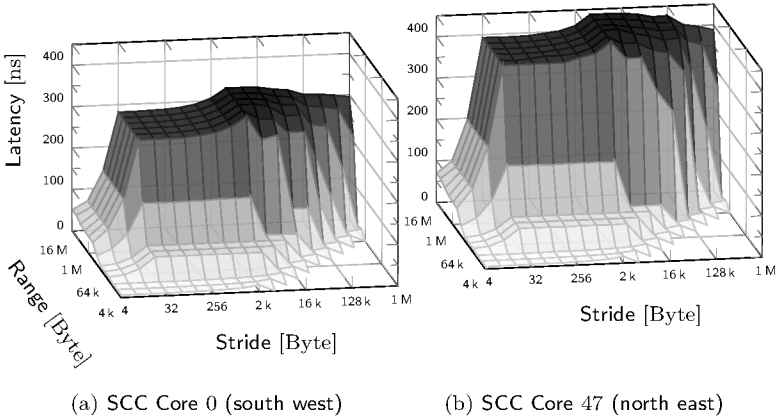 400
300
200
100
0
Latency [ns]
16 M
1 M
64 k
4 k
Range [Byte]
4
32
256
2 k
16 k
128 k
1 M
Stride [Byte]
(a) SCC Core 0 (south west)
400
300
200
100
0
16 M
1 M
64 k
4 k
4
32
256
2 k
16 k
128 k
1 M
Stride [Byte]
(b) SCC Core 47 (north east)